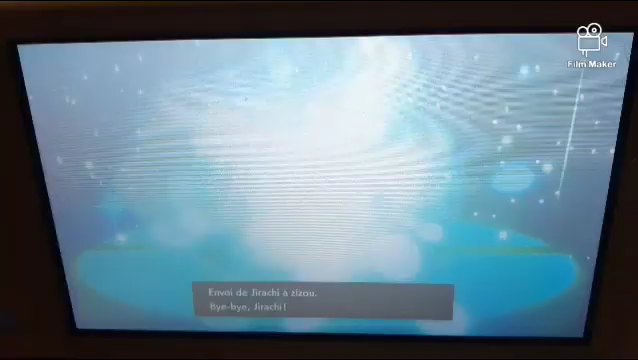 Film Maker
Envoi de Jirachi à zizou.
Bye-bye, Jirachi!